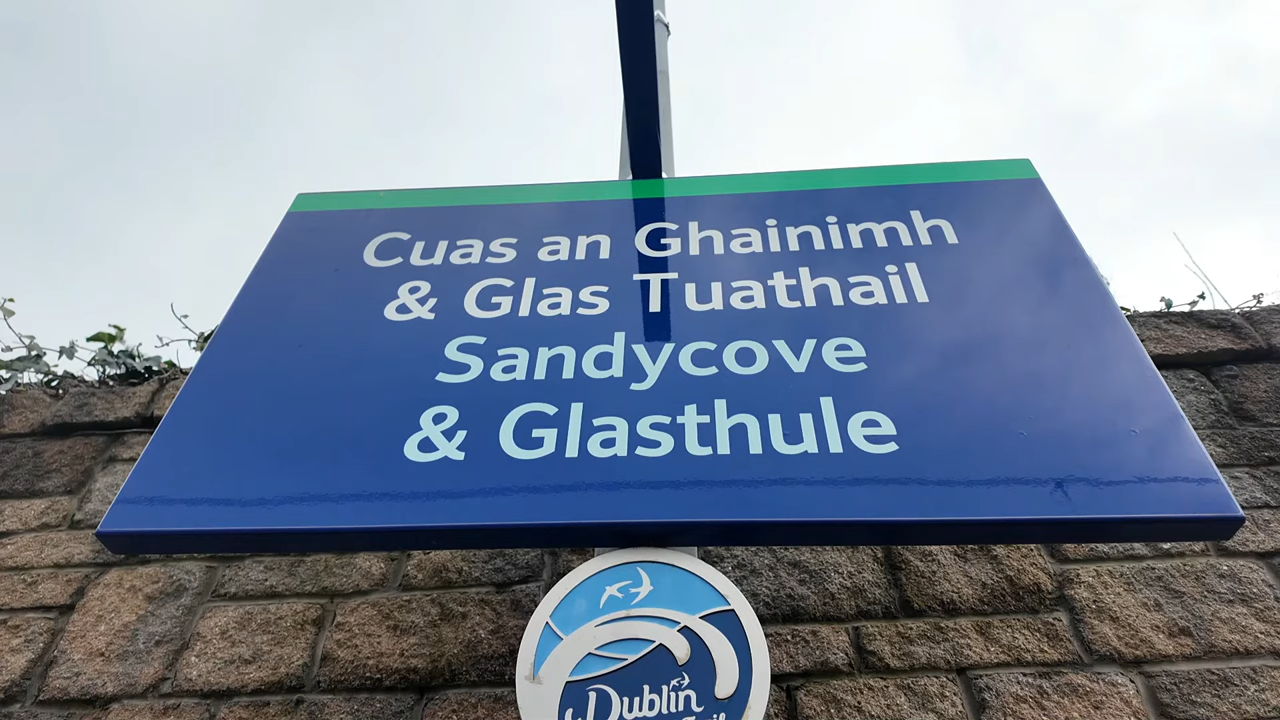 Cuas an Ghainimh
& Glas Tuathail
Sandycove
& Glasthule
Dublin